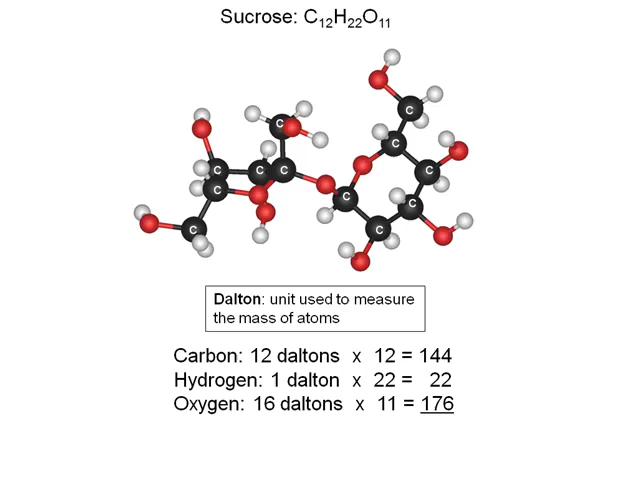 Sucrose: C₁₂H₂₂O₁₁
C
C
C
C
C
C
C
C
C
C
C
C
Dalton: unit used to measure
the mass of atoms
Carbon: 12 daltons x 12 = 144
Hydrogen: 1 dalton x 22 = 22
Oxygen: 16 daltons x 11 = 176